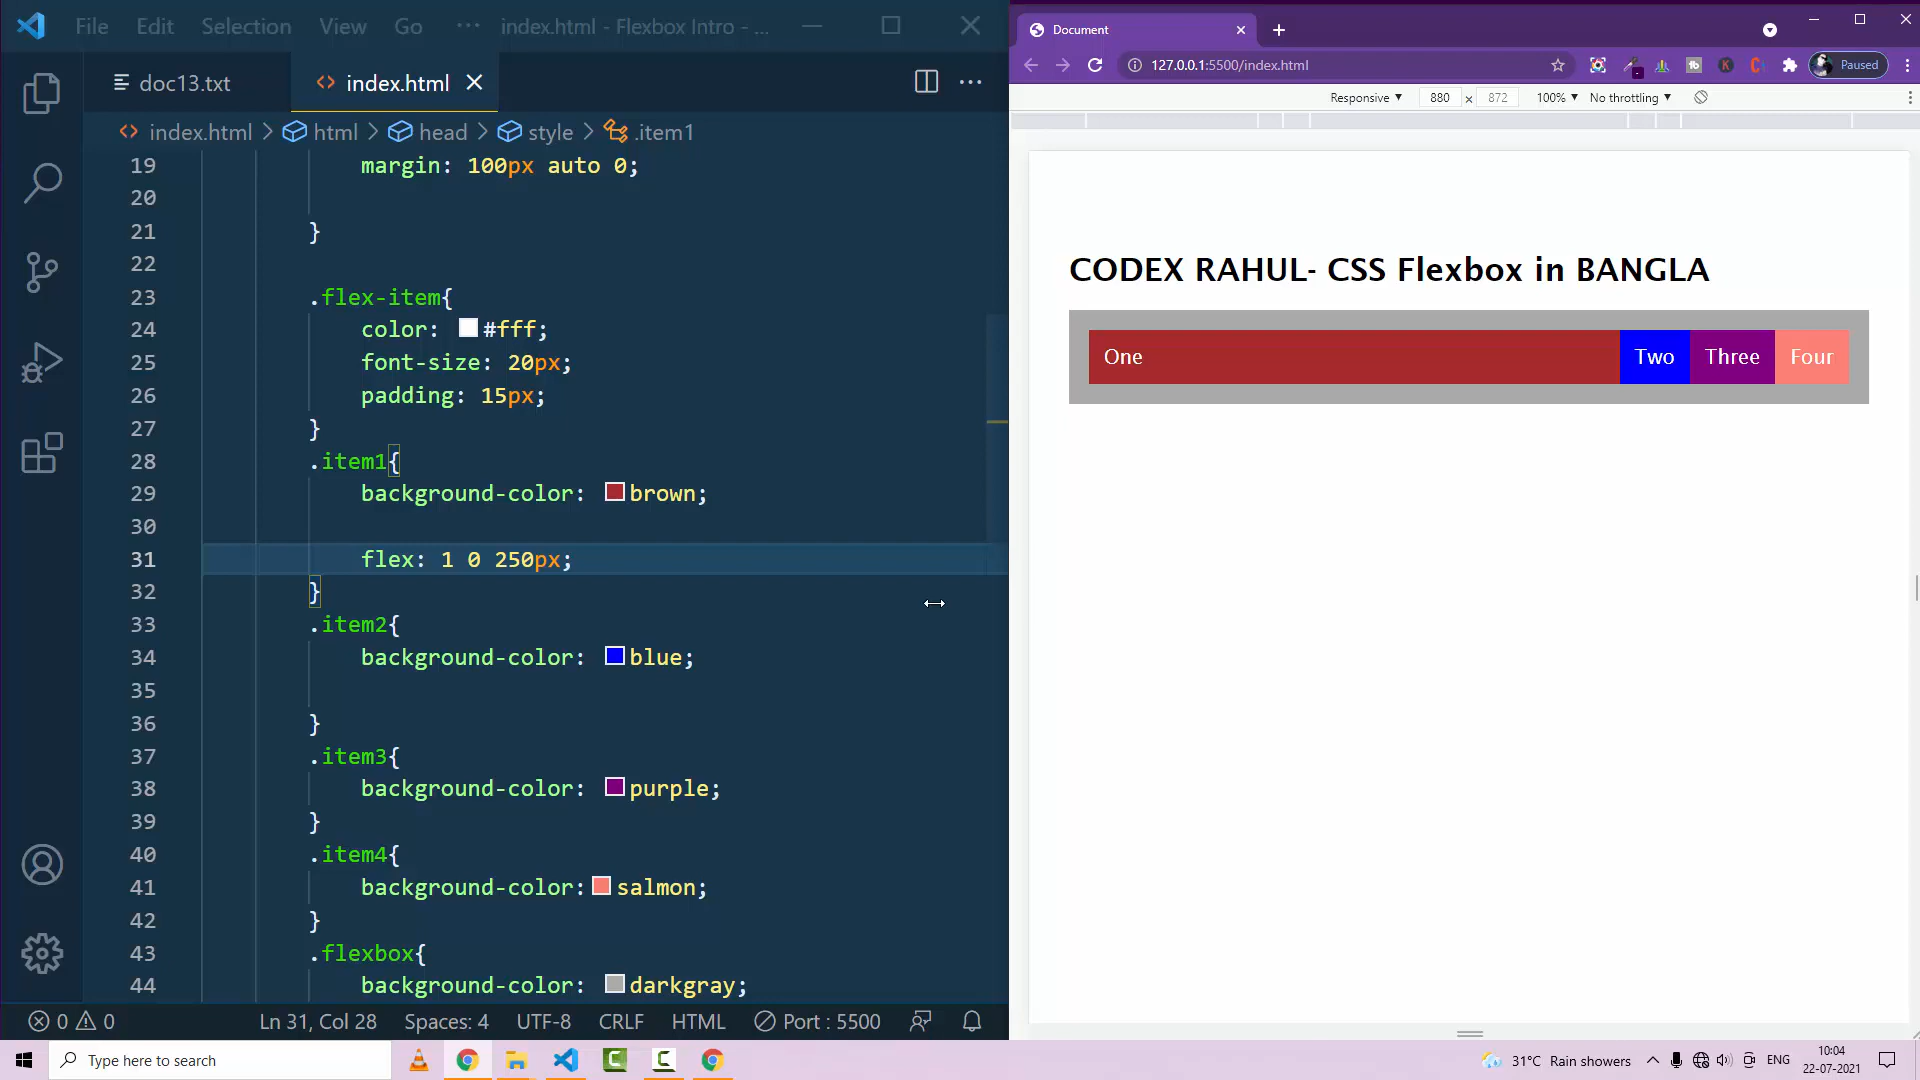 File Edit Selection View Go ··· index.html - Flexbox Intro - ...
doc13.txt index.html
index.html > html > head > style > .item1
19 margin: 100px auto 0;
20
21 }
22
23 .flex-item{
24 color: #fff;
25 font-size: 20px;
26 padding: 15px;
27 }
28 .item1{
29 background-color: brown;
30
31 flex: 1 0 250px;
32 }
33 .item2{
34 background-color: blue;
35
36 }
37 .item3{
38 background-color: purple;
39 }
40 .item4{
41 background-color: salmon;
42 }
43 .flexbox{
44 background-color: darkgray;
0 0 Ln 31, Col 28 Spaces: 4 UTF-8 CRLF HTML Port : 5500
Document
127.0.0.1:5500/index.html Paused
Responsive 880 × 872 100% No throttling
CODEX RAHUL- CSS Flexbox in BANGLA
One Two Three Four
Type here to search
31°C Rain showers ENG
10:04
22-07-2021